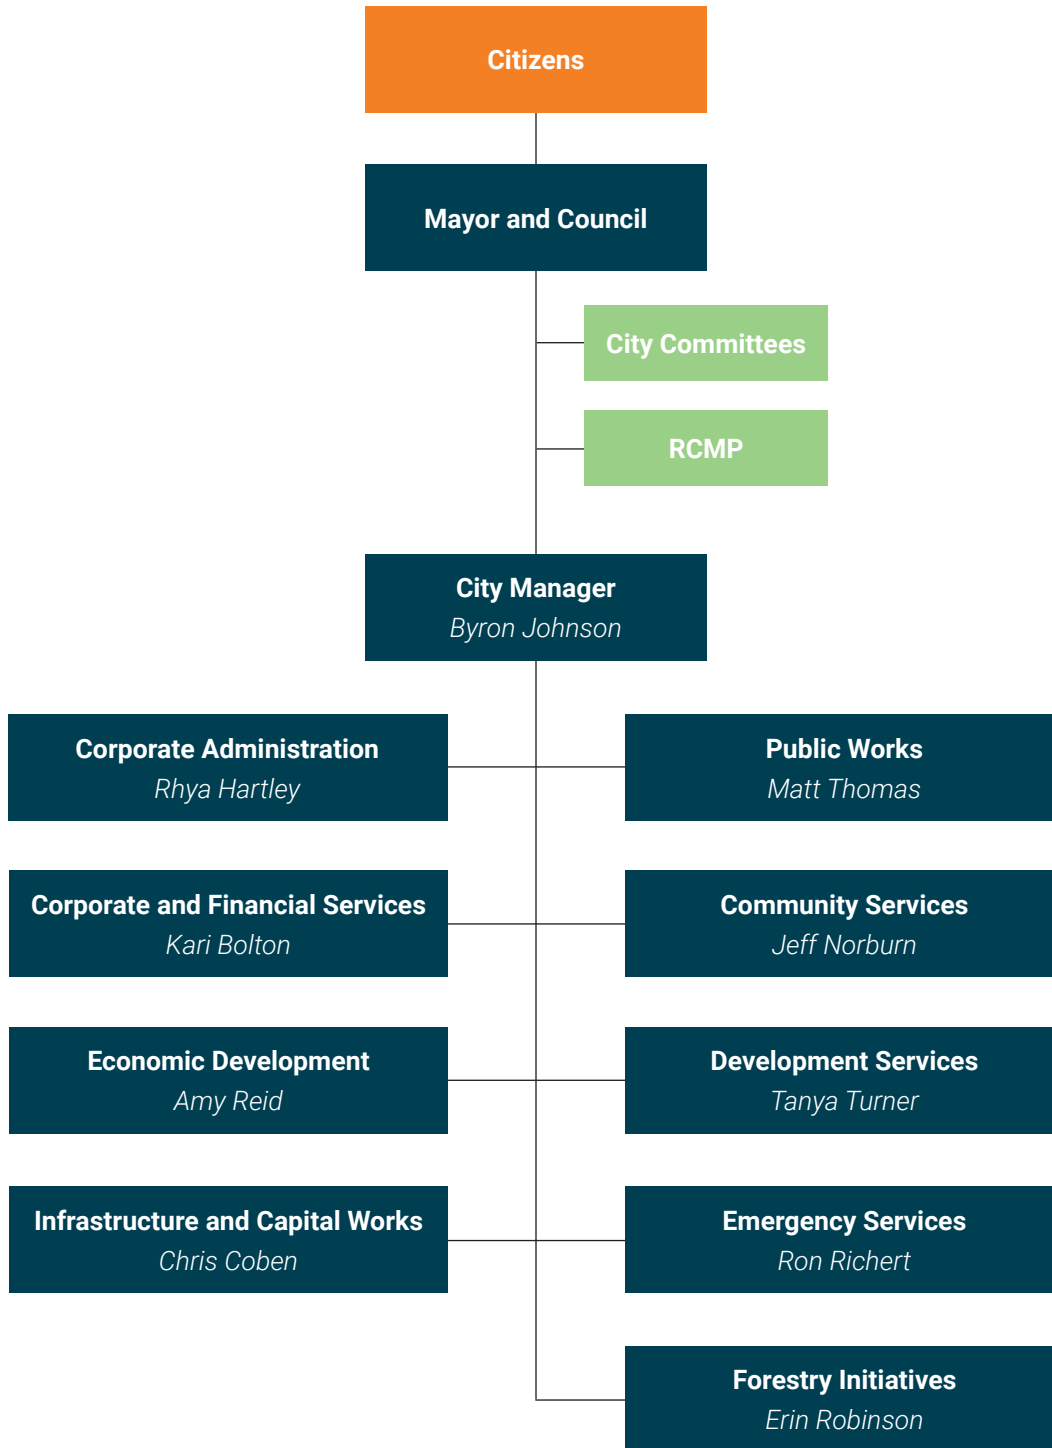 Citizens
Mayor and Council
City Committees
RCMP
City Manager
Byron Johnson
Corporate Administration
Rhya Hartley
Public Works
Matt Thomas
Corporate and Financial Services
Kari Bolton
Community Services
Jeff Norburn
Economic Development
Amy Reid
Development Services
Tanya Turner
Infrastructure and Capital Works
Chris Coben
Emergency Services
Ron Richert
Forestry Initiatives
Erin Robinson